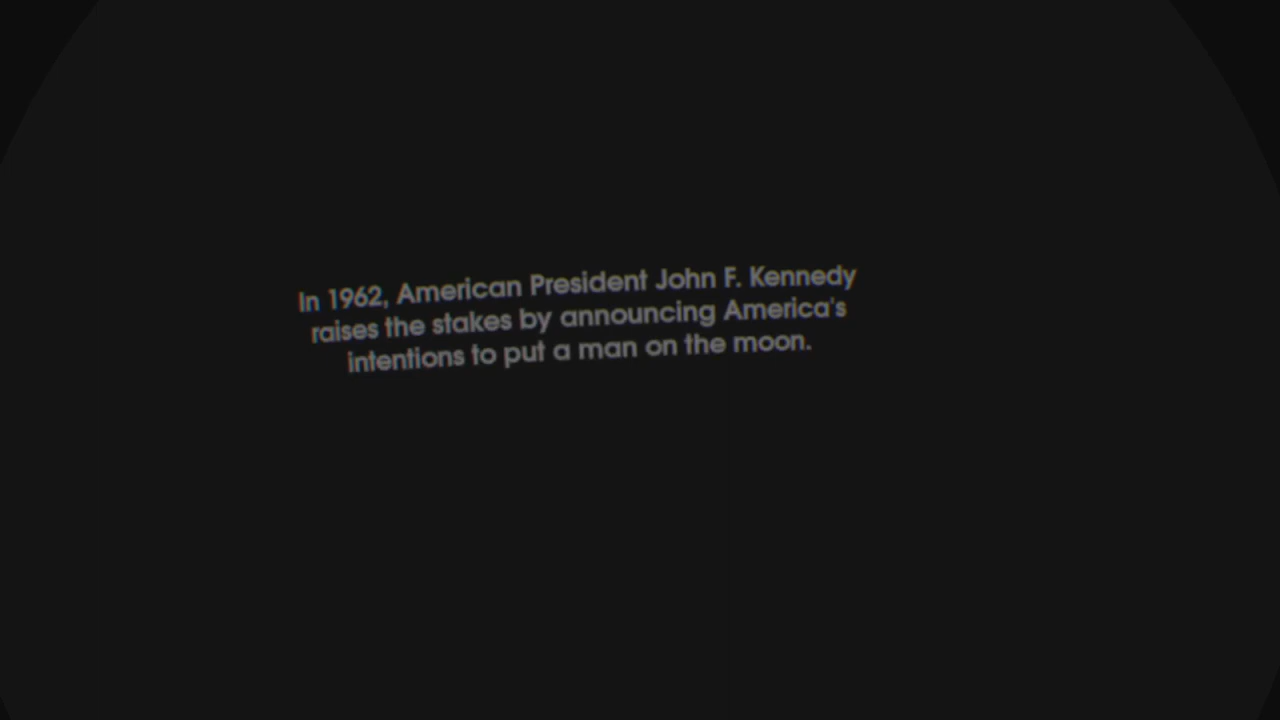 In 1962, American President John F. Kennedy
raises the stakes by announcing America's
intentions to put a man on the moon.